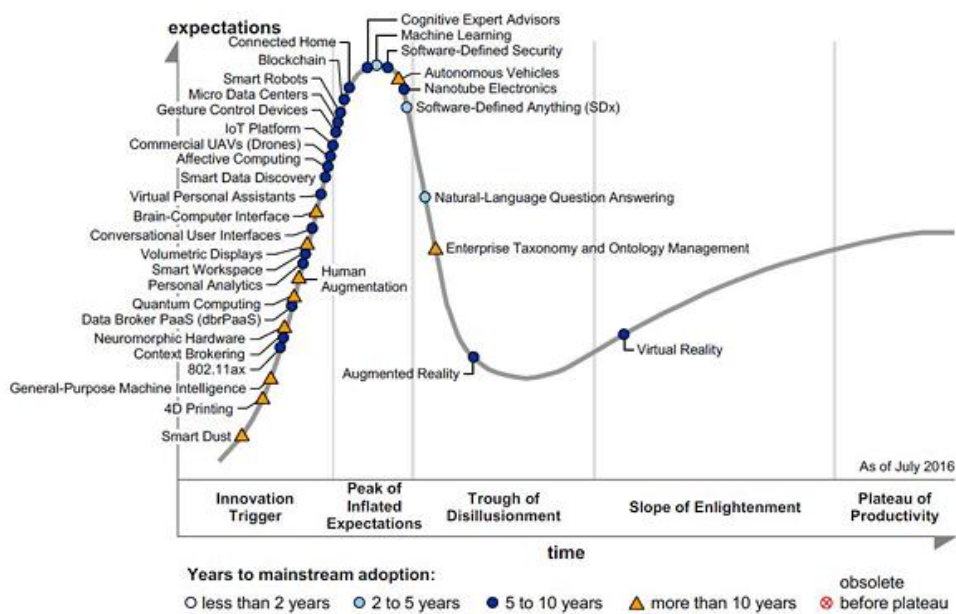 expectations
Cognitive Expert Advisors
Machine Learning
Software-Defined Security
Connected Home
Blockchain
Smart Robots
Micro Data Centers
Gesture Control Devices
IoT Platform
Commercial UAVs (Drones)
Affective Computing
Smart Data Discovery
Virtual Personal Assistants
Brain-Computer Interface
Conversational User Interfaces
Volumetric Displays
Smart Workspace
Personal Analytics
Quantum Computing
Data Broker PaaS (dbrPaaS)
Neuromorphic Hardware
Context Brokering
802.11ax
General-Purpose Machine Intelligence
4D Printing
Smart Dust
Human
Augmentation
Autonomous Vehicles
Nanotube Electronics
Software-Defined Anything (SDx)
Natural-Language Question Answering
Enterprise Taxonomy and Ontology Management
Augmented Reality
Virtual Reality
As of July 2016
Innovation
Trigger
Peak of
Inflated
Expectations
Trough of
Disillusionment
Slope of Enlightenment
Plateau of
Productivity
time
Years to mainstream adoption:
less than 2 years
2 to 5 years
5 to 10 years
more than 10 years
obsolete
before plateau